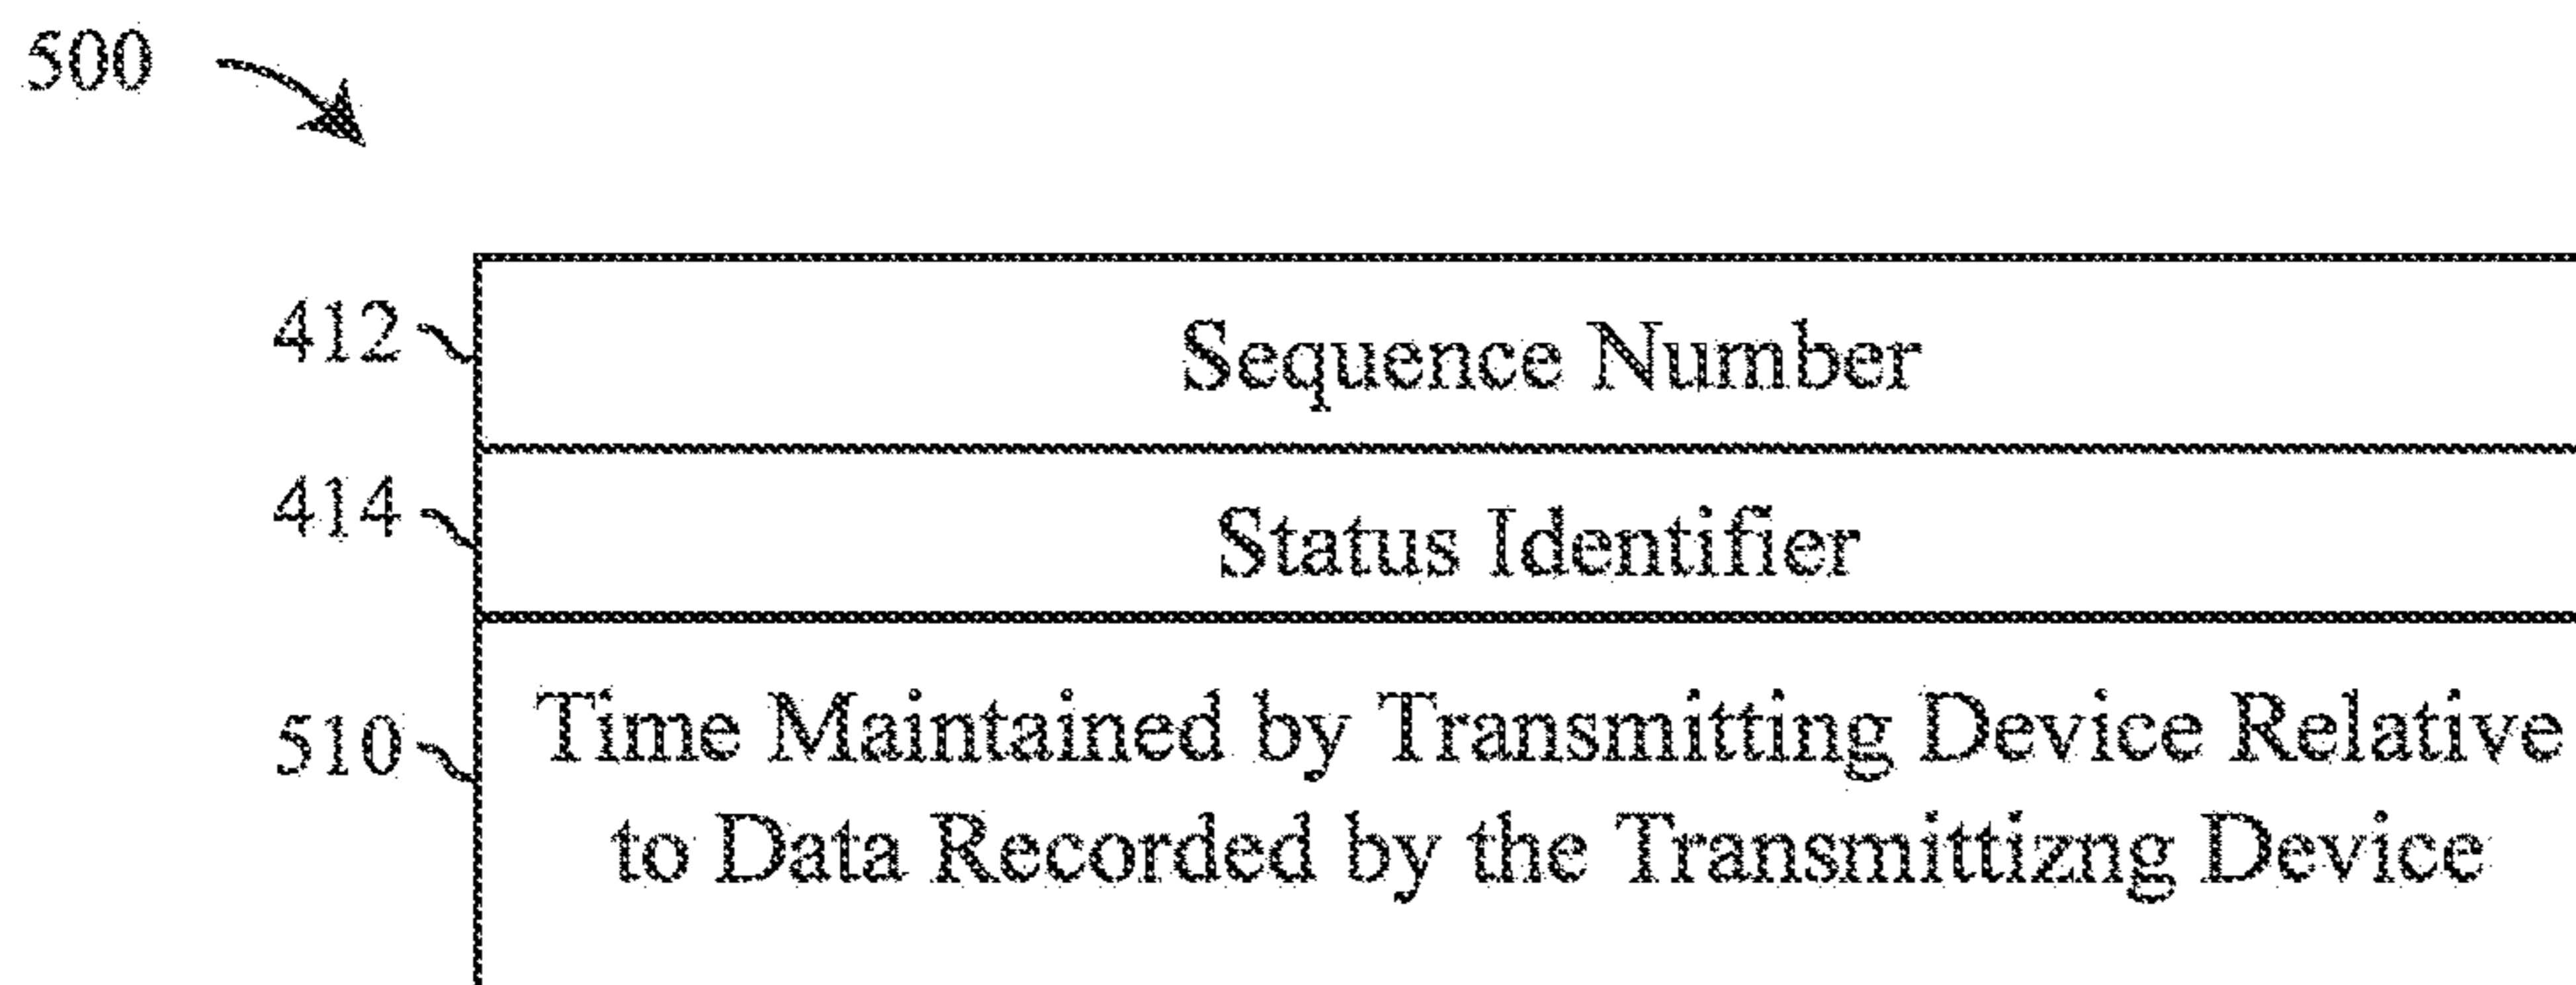 500
412 Sequence Number
414 Status Identifier
510 Time Maintained by Transmitting Device Relative
to Data Recorded by the Transmittizng Device